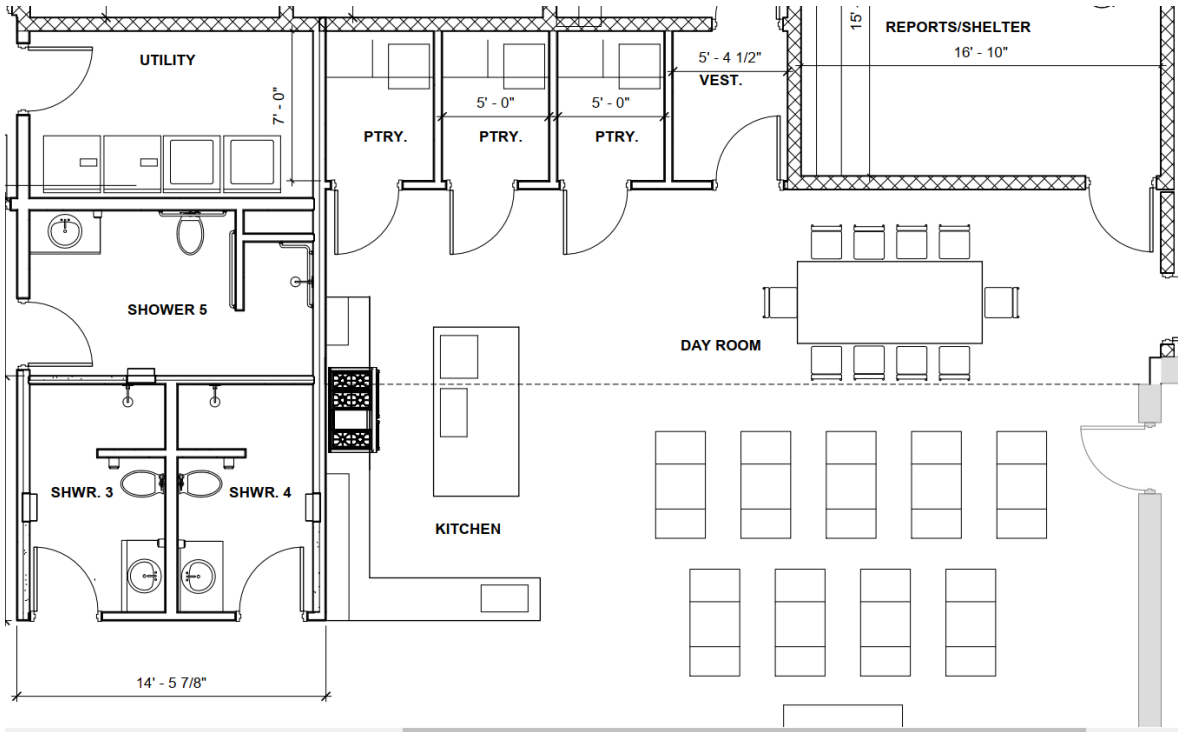 REPORTS/SHELTER
15'
16' - 10"
UTILITY
5' - 4 1/2"
VEST.
7' - 0"
5' - 0"
5' - 0"
PTRY.
PTRY.
PTRY.
SHOWER 5
DAY ROOM
SHWR. 3
SHWR. 4
KITCHEN
14' - 5 7/8"